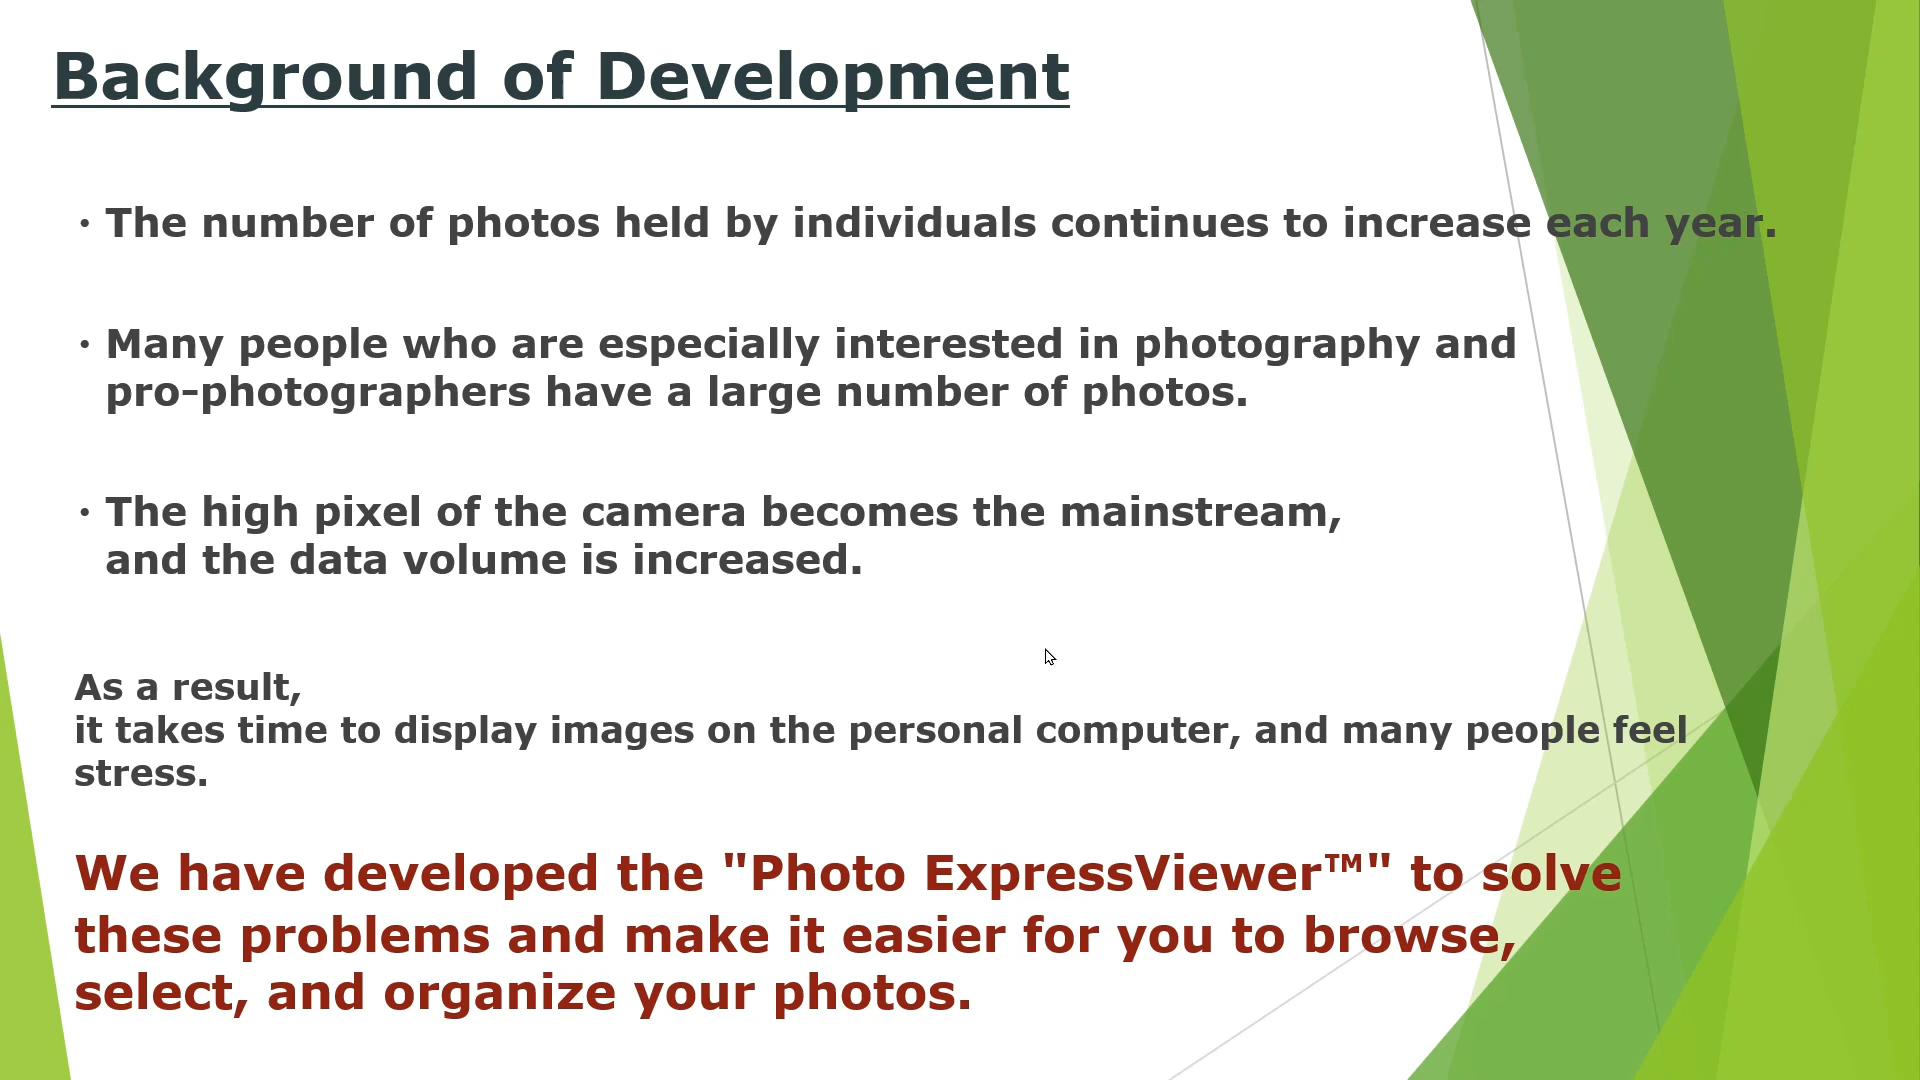 Background of Development
・The number of photos held by individuals continues to increase each year.
・Many people who are especially interested in photography and
pro-photographers have a large number of photos.
・The high pixel of the camera becomes the mainstream,
and the data volume is increased.
As a result,
it takes time to display images on the personal computer, and many people feel
stress.
We have developed the "Photo ExpressViewer™" to solve
these problems and make it easier for you to browse,
select, and organize your photos.